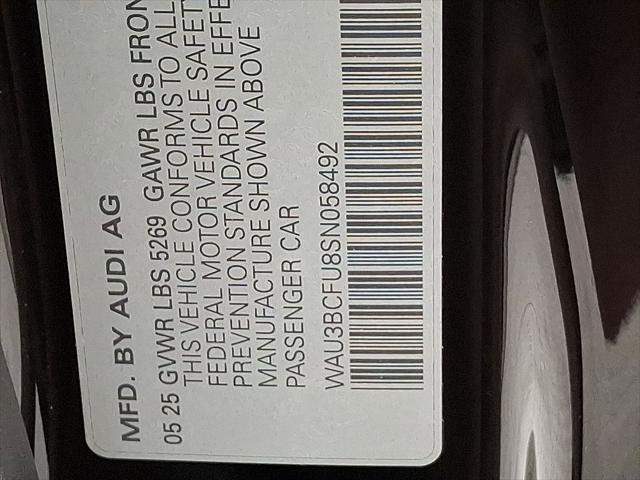 MFD. BY AUDI AG
05 25 GVWR LBS 5269 GAWR LBS FRON
THIS VEHICLE CONFORMS TO ALL
FEDERAL MOTOR VEHICLE SAFETY
PREVENTION STANDARDS IN EFFE
MANUFACTURE SHOWN ABOVE
PASSENGER CAR
WAU3BCFU8SN058492